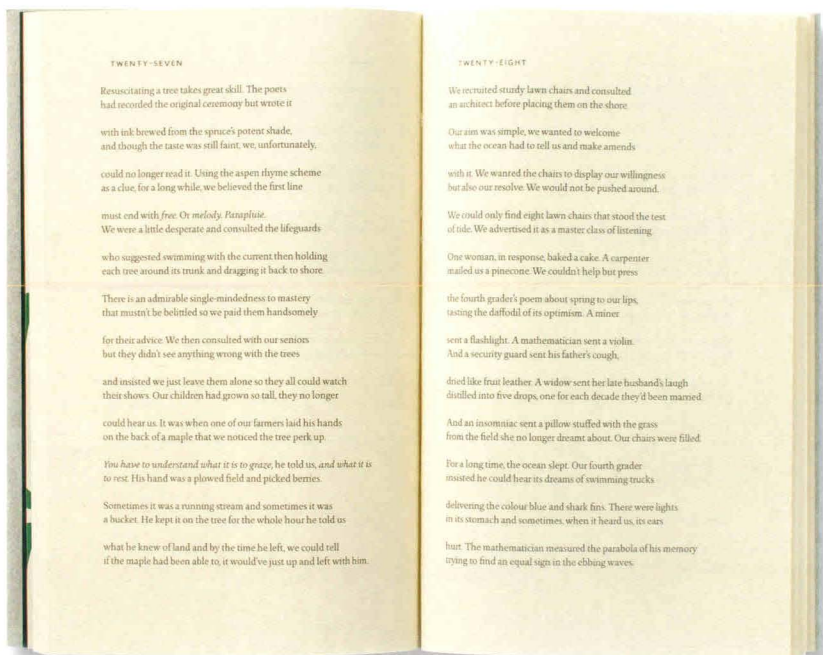 TWENTY-SEVEN
Resuscitating a tree takes great skill. The poets
had recorded the original ceremony but wrote it
with ink brewed from the spruce's potent shade,
and though the taste was still faint, we, unfortunately,
could no longer read it. Using the aspen rhyme scheme
as a clue, for a long while, we believed the first line
must end with free. Or melody. Parapluie.
We were a little desperate and consulted the lifeguards
who suggested swimming with the current then holding
each tree around its trunk and dragging it back to shore.
There is an admirable single-mindedness to mastery
that mustn't be belittled so we paid them handsomely
for their advice. We then consulted with our seniors
but they didn't see anything wrong with the trees
and insisted we just leave them alone so they all could watch
their shows. Our children had grown so tall, they no longer
could hear us. It was when one of our farmers laid his hands
on the back of a maple that we noticed the tree perk up.
You have to understand what it is to graze, he told us, and what it is
to rest. His hand was a plowed field and picked berries.
Sometimes it was a running stream and sometimes it was
a bucket. He kept it on the tree for the whole hour he told us
what he knew of land and by the time he left, we could tell
if the maple had been able to, it would've just up and left with him.
TWENTY-EIGHT
We recruited sturdy lawn chairs and consulted
an architect before placing them on the shore.
Our aim was simple, we wanted to welcome
what the ocean had to tell us and make amends
with it. We wanted the chairs to display our willingness
but also our resolve. We would not be pushed around.
We could only find eight lawn chairs that stood the test
of tide. We advertised it as a master class of listening.
One woman, in response, baked a cake. A carpenter
mailed us a pinecone. We couldn't help but press
the fourth grader's poem about spring to our lips,
tasting the daffodil of its optimism. A miner
sent a flashlight. A mathematician sent a violin.
And a security guard sent his father's cough,
dried like fruit leather. A widow sent her late husband's laugh
distilled into five drops, one for each decade they'd been married.
And an insomniac sent a pillow stuffed with the grass
from the field she no longer dreamt about. Our chairs were filled.
For a long time, the ocean slept. Our fourth grader
insisted he could hear its dreams of swimming trucks
delivering the colour blue and shark fins. There were lights
in its stomach and sometimes, when it heard us, its ears
hurt. The mathematician measured the parabola of his memory
trying to find an equal sign in the ebbing waves.